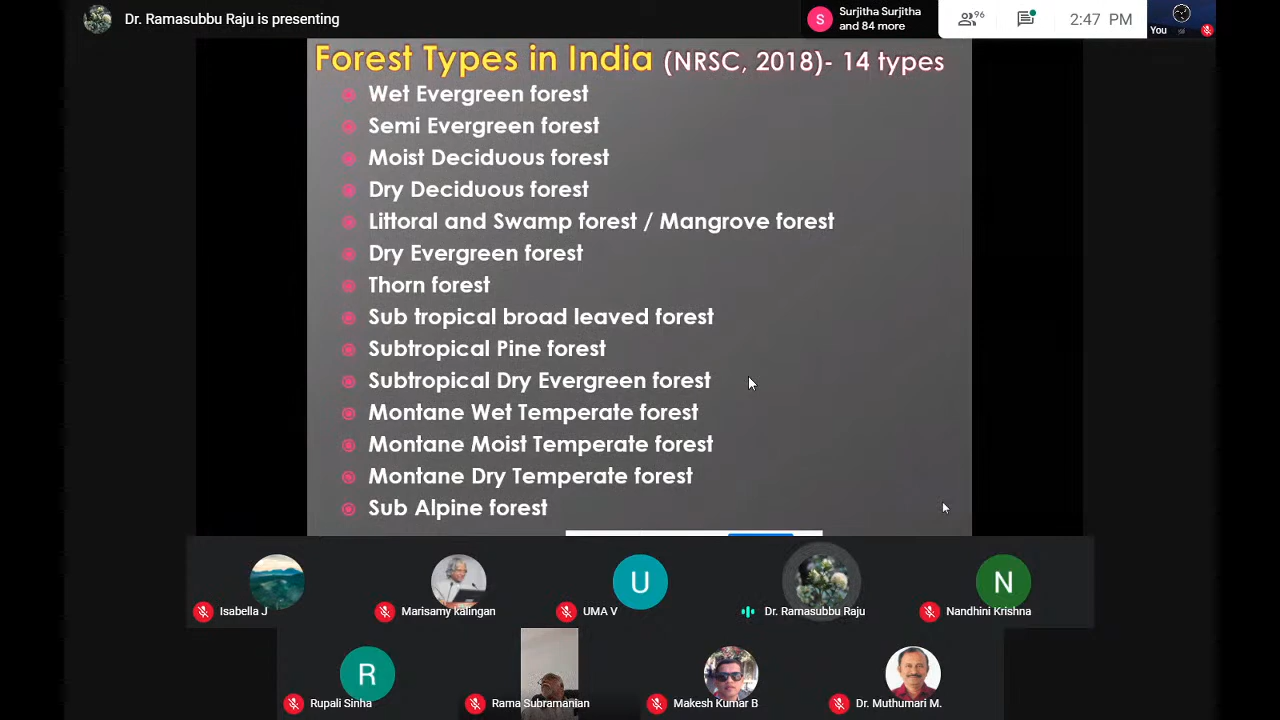 Dr. Ramasubbu Raju is presenting
S
Surjitha Surjitha
and 84 more
96
2:47 PM
You
Forest Types in India (NRSC, 2018)- 14 types
Wet Evergreen forest
Semi Evergreen forest
Moist Deciduous forest
Dry Deciduous forest
Littoral and Swamp forest / Mangrove forest
Dry Evergreen forest
Thorn forest
Sub tropical broad leaved forest
Subtropical Pine forest
Subtropical Dry Evergreen forest
Montane Wet Temperate forest
Montane Moist Temperate forest
Montane Dry Temperate forest
Sub Alpine forest
U
N
Isabella J
Marisamy kalingan
UMA V
Dr. Ramasubbu Raju
Nandhini Krishna
R
Rupali Sinha
Rama Subramanian
Makesh Kumar B
Dr. Muthumari M.